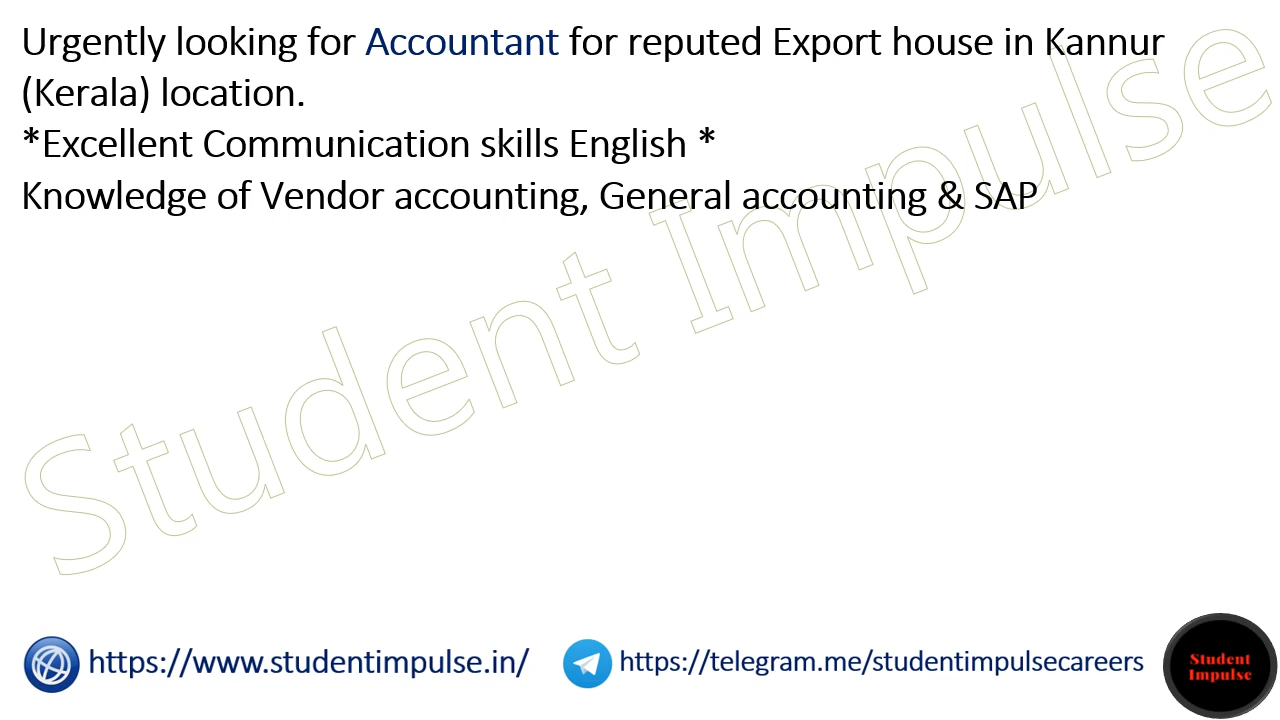 Urgently looking for Accountant for reputed Export house in Kannur
(Kerala) location.
*Excellent Communication skills English *
Knowledge of Vendor accounting, General accounting & SAP
Student Impulse
https://www.studentimpulse.in/
https://telegram.me/studentimpulsecareers
Student
Impulse